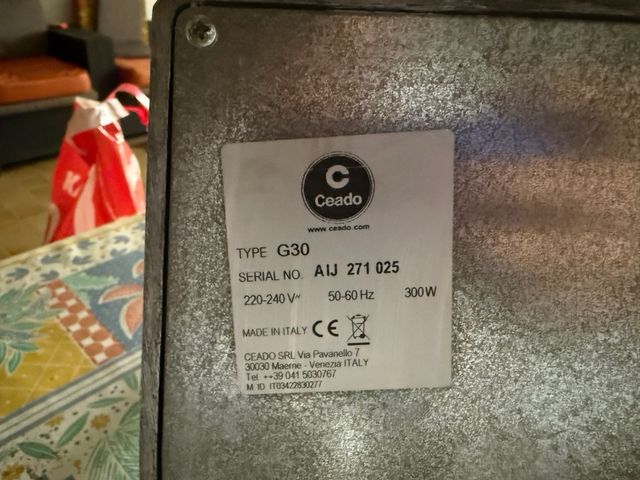 C
Ceado
www.ceado.com
TYPE G30
SERIAL NO. AIJ 271 025
220-240 V~ 50-60 Hz 300 W
MADE IN ITALY CE
CEADO SRL Via Pavanello 7
30030 Maerne - Venezia ITALY
Tel ++39 041 5030767
M ID IT03422830277